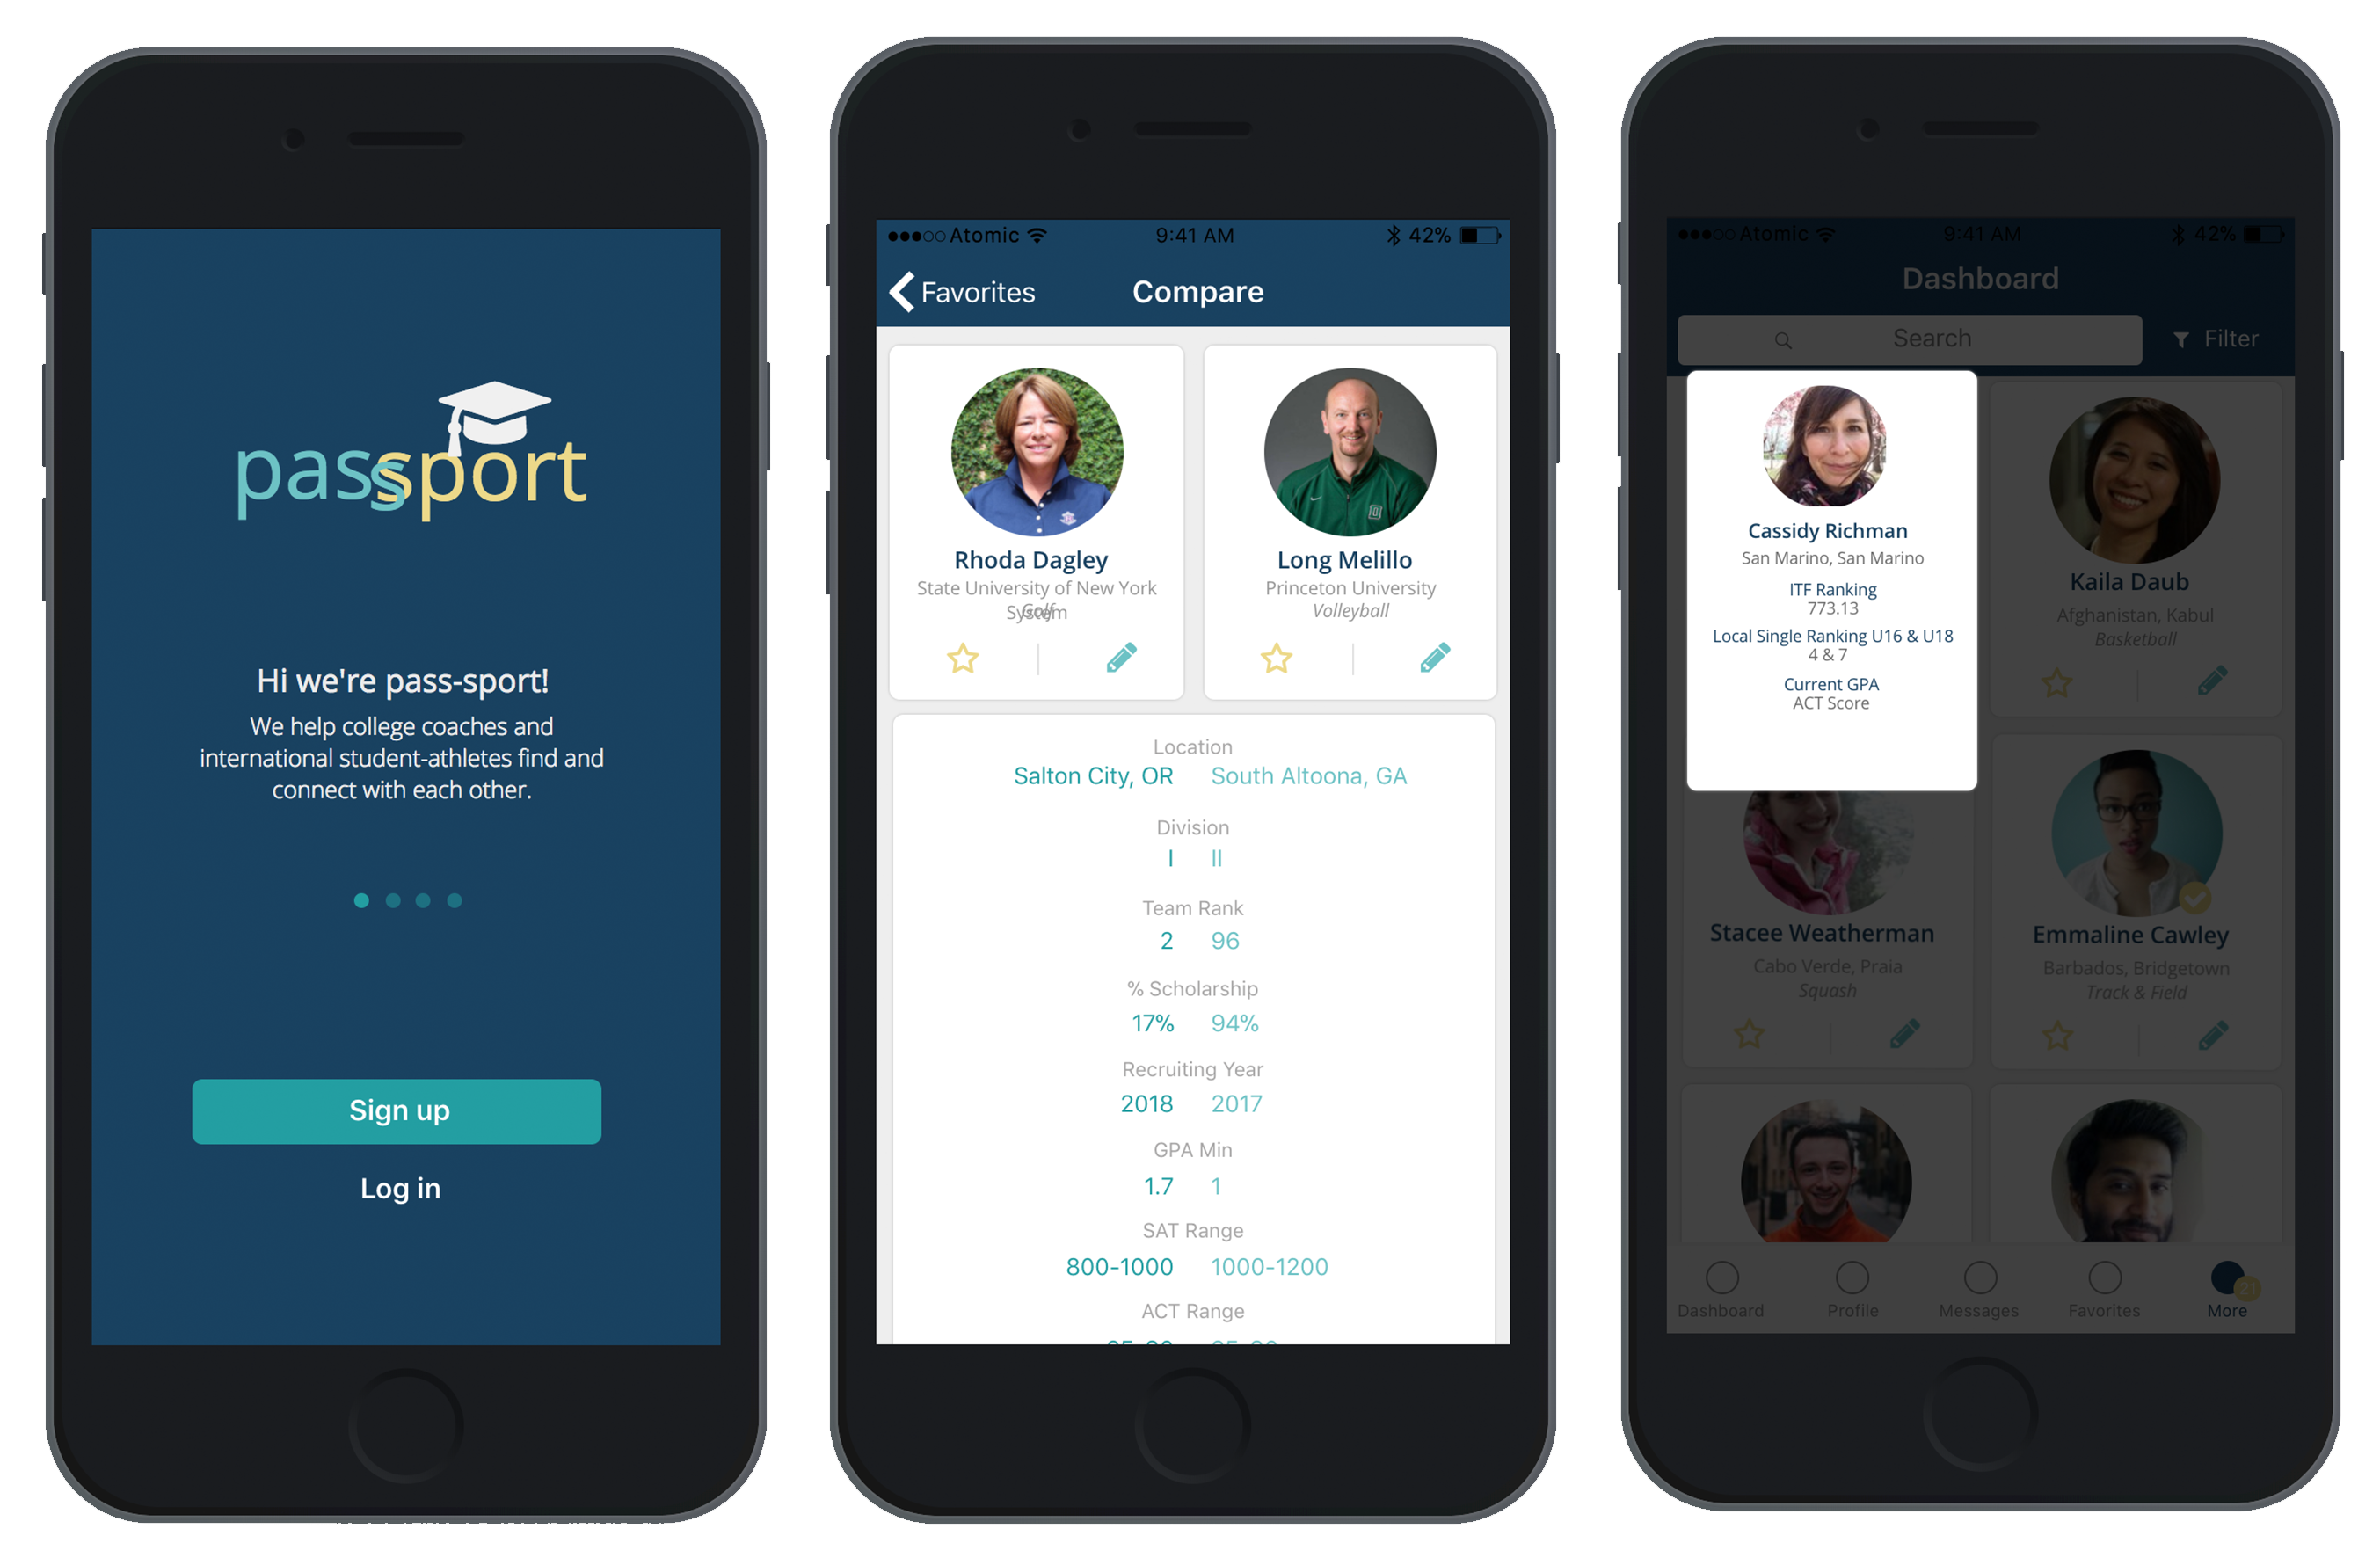 passsport
Hi we're pass-sport!
We help college coaches and
international student-athletes find and
connect with each other.
Sign up
Log in
Atomic 9:41 AM 42%
Favorites Compare
Rhoda Dagley
State University of New York
System
Golf
Long Melillo
Princeton University
Volleyball
Location
Salton City, OR South Altoona, GA
Division
I II
Team Rank
2 96
% Scholarship
17% 94%
Recruiting Year
2018 2017
GPA Min
1.7 1
SAT Range
800-1000 1000-1200
ACT Range
Atomic 9:41 AM 42%
Dashboard
Search Filter
Cassidy Richman
San Marino, San Marino
ITF Ranking
773.13
Local Single Ranking U16 & U18
4 & 7
Current GPA
ACT Score
Kaila Daub
Afghanistan, Kabul
Basketball
Stacee Weatherman
Cabo Verde, Praia
Squash
Emmaline Cawley
Barbados, Bridgetown
Track & Field
21
Dashboard Profile Messages Favorites More